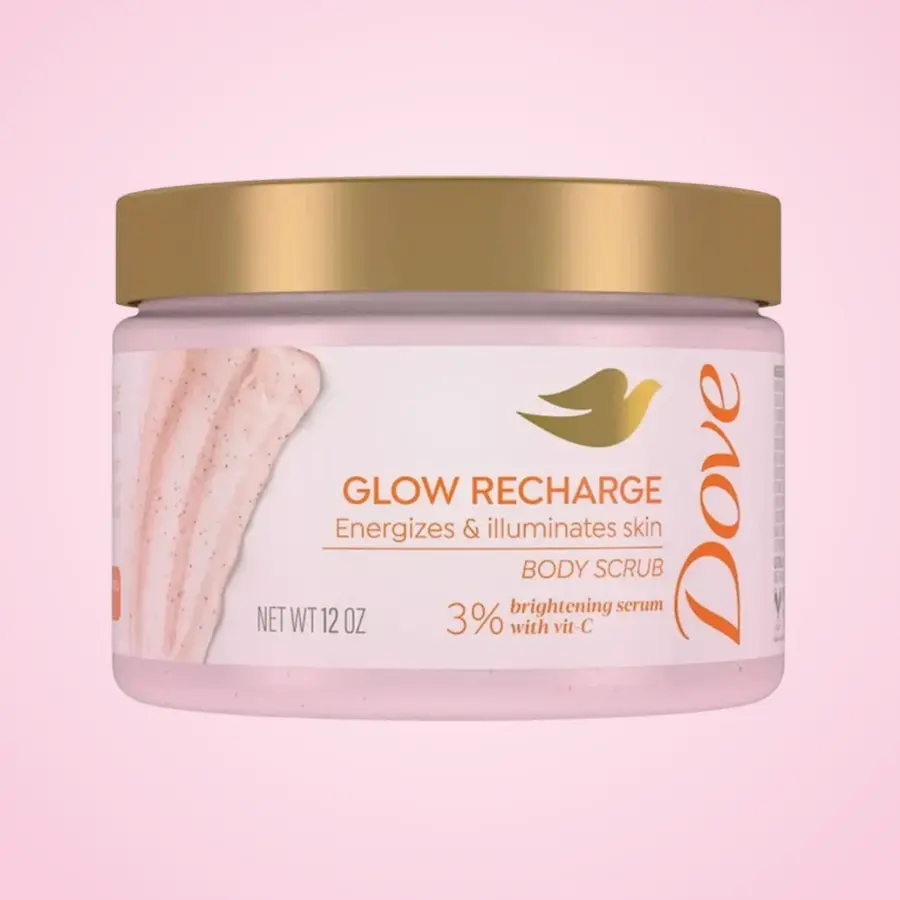 GLOW RECHARGE
Energizes & illuminates skin
BODY SCRUB
3% brightening serum
with vit-C
NET WT 12 OZ
Dove